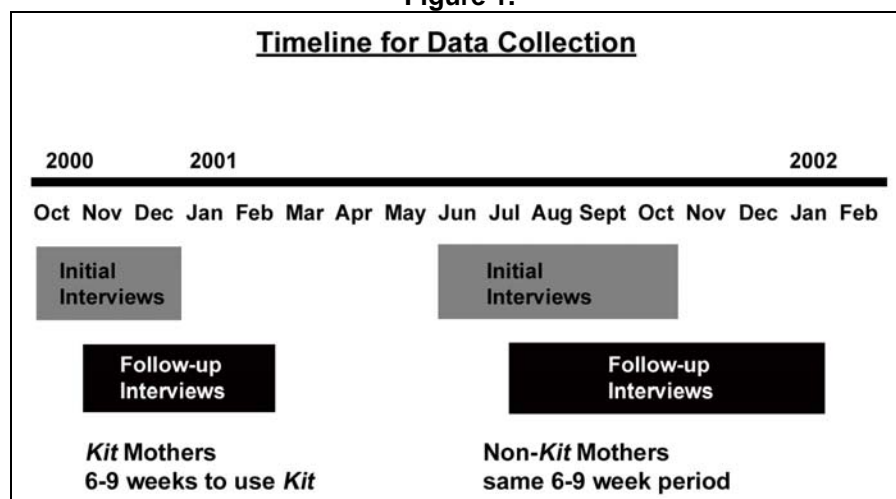 Figure 1.
Timeline for Data Collection
2000 2001 2002
Oct Nov Dec Jan Feb Mar Apr May Jun Jul Aug Sept Oct Nov Dec Jan Feb
Initial
Interviews
Initial
Interviews
Follow-up
Interviews
Follow-up
Interviews
Kit Mothers
6-9 weeks to use Kit
Non-Kit Mothers
same 6-9 week period